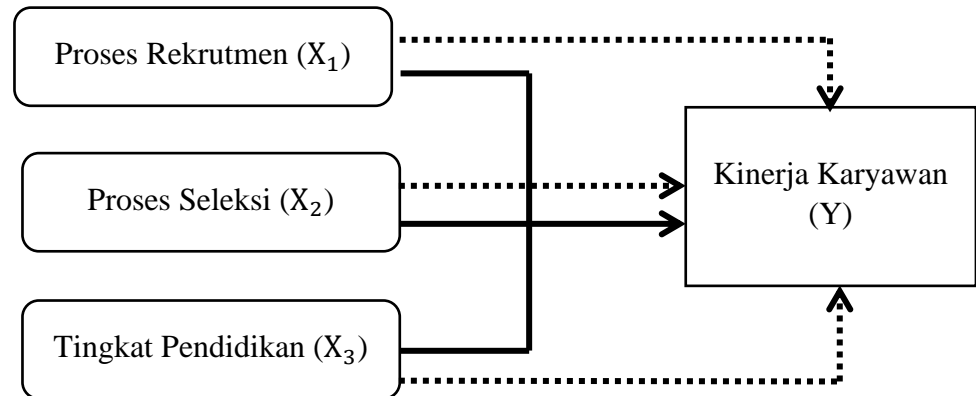 Proses Rekrutmen (X₁)
Proses Seleksi (X₂)
Tingkat Pendidikan (X₃)
Kinerja Karyawan
(Y)